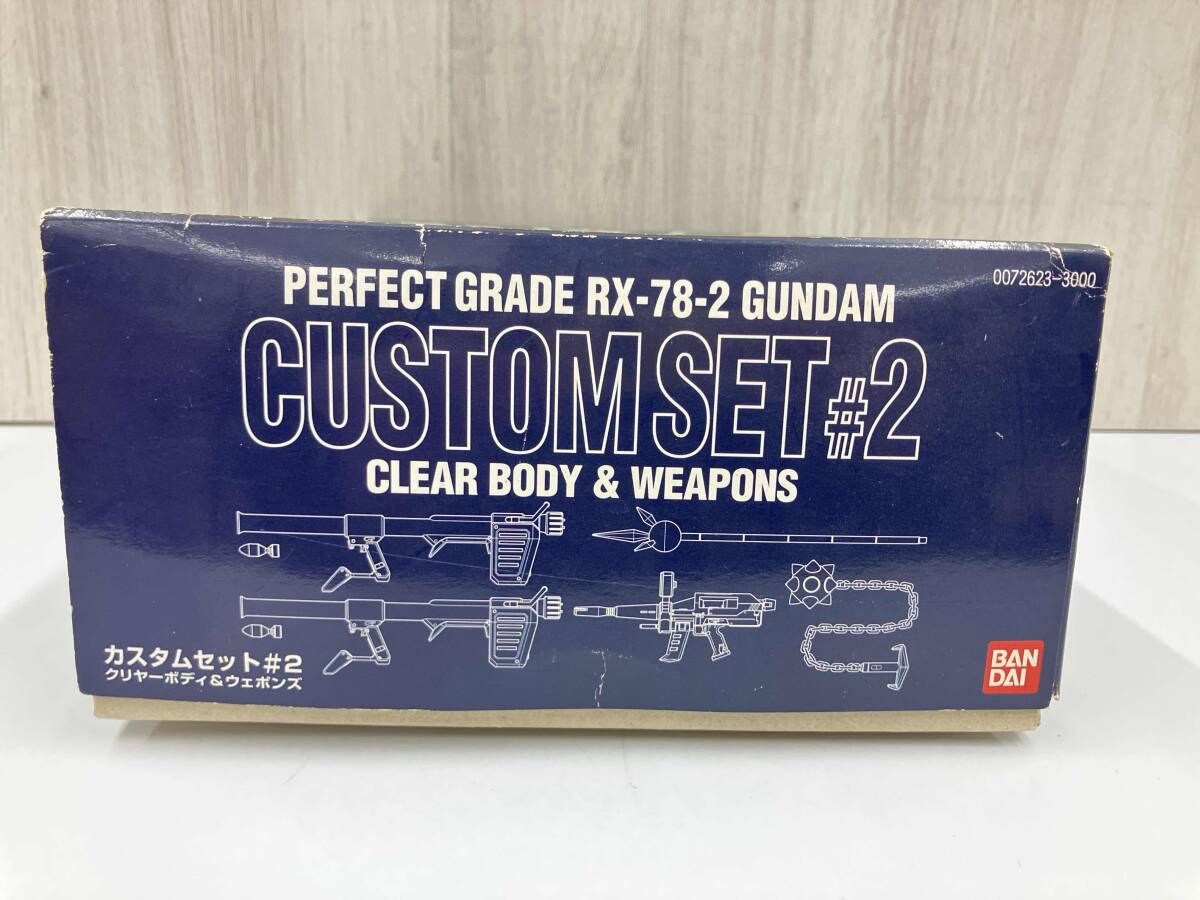 PERFECT GRADE RX-78-2 GUNDAM
0072623-3000
CUSTOM SET #2
CLEAR BODY & WEAPONS
カスタムセット#2
クリヤーボディ&ウェポンズ
BAN
DAI